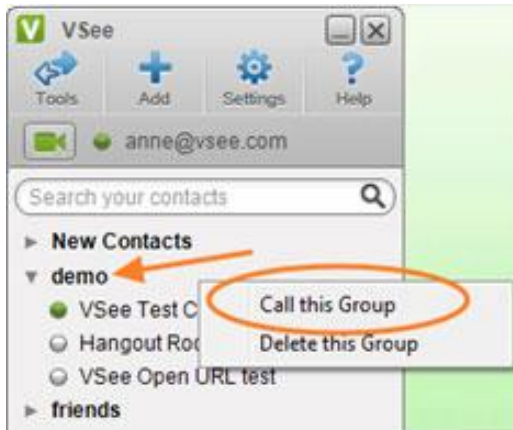 V VSee
Tools Add Settings Help
anne@vsee.com
Search your contacts
New Contacts
demo
VSee Test C
Call this Group
Hangout Roo
Delete this Group
VSee Open URL test
friends